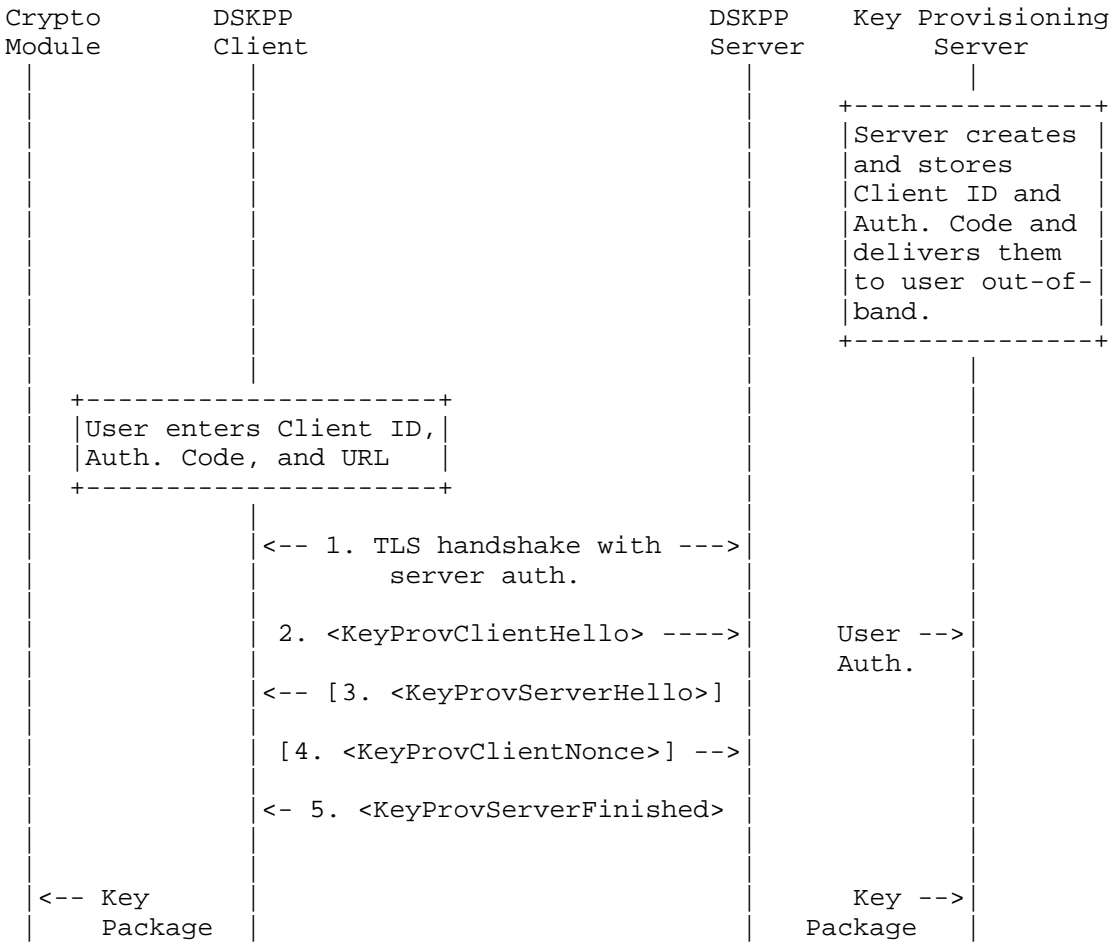 Crypto DSKPP DSKPP Key Provisioning
Module Client Server Server
Server creates
and stores
Client ID and
Auth. Code and
delivers them
to user out-of-
band.
User enters Client ID,
Auth. Code, and URL
<-- 1. TLS handshake with --->
server auth.
2. <KeyProvClientHello> ----> User -->
Auth.
<-- [3. <KeyProvServerHello>]
[4. <KeyProvClientNonce>] -->
<- 5. <KeyProvServerFinished>
<-- Key Key -->
Package Package